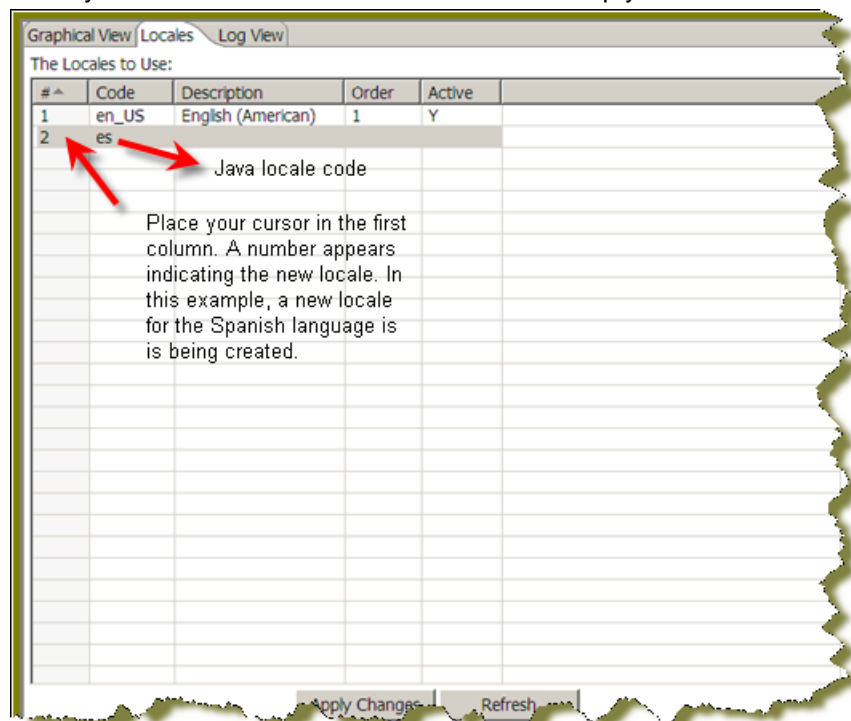 Graphical View Locales Log View
The Locales to Use:
# Code Description Order Active
1 en_US English (American) 1 Y
2 es
Java locale code
Place your cursor in the first
column. A number appears
indicating the new locale. In
this example, a new locale
for the Spanish language is
is being created.
Apply Changes Refresh